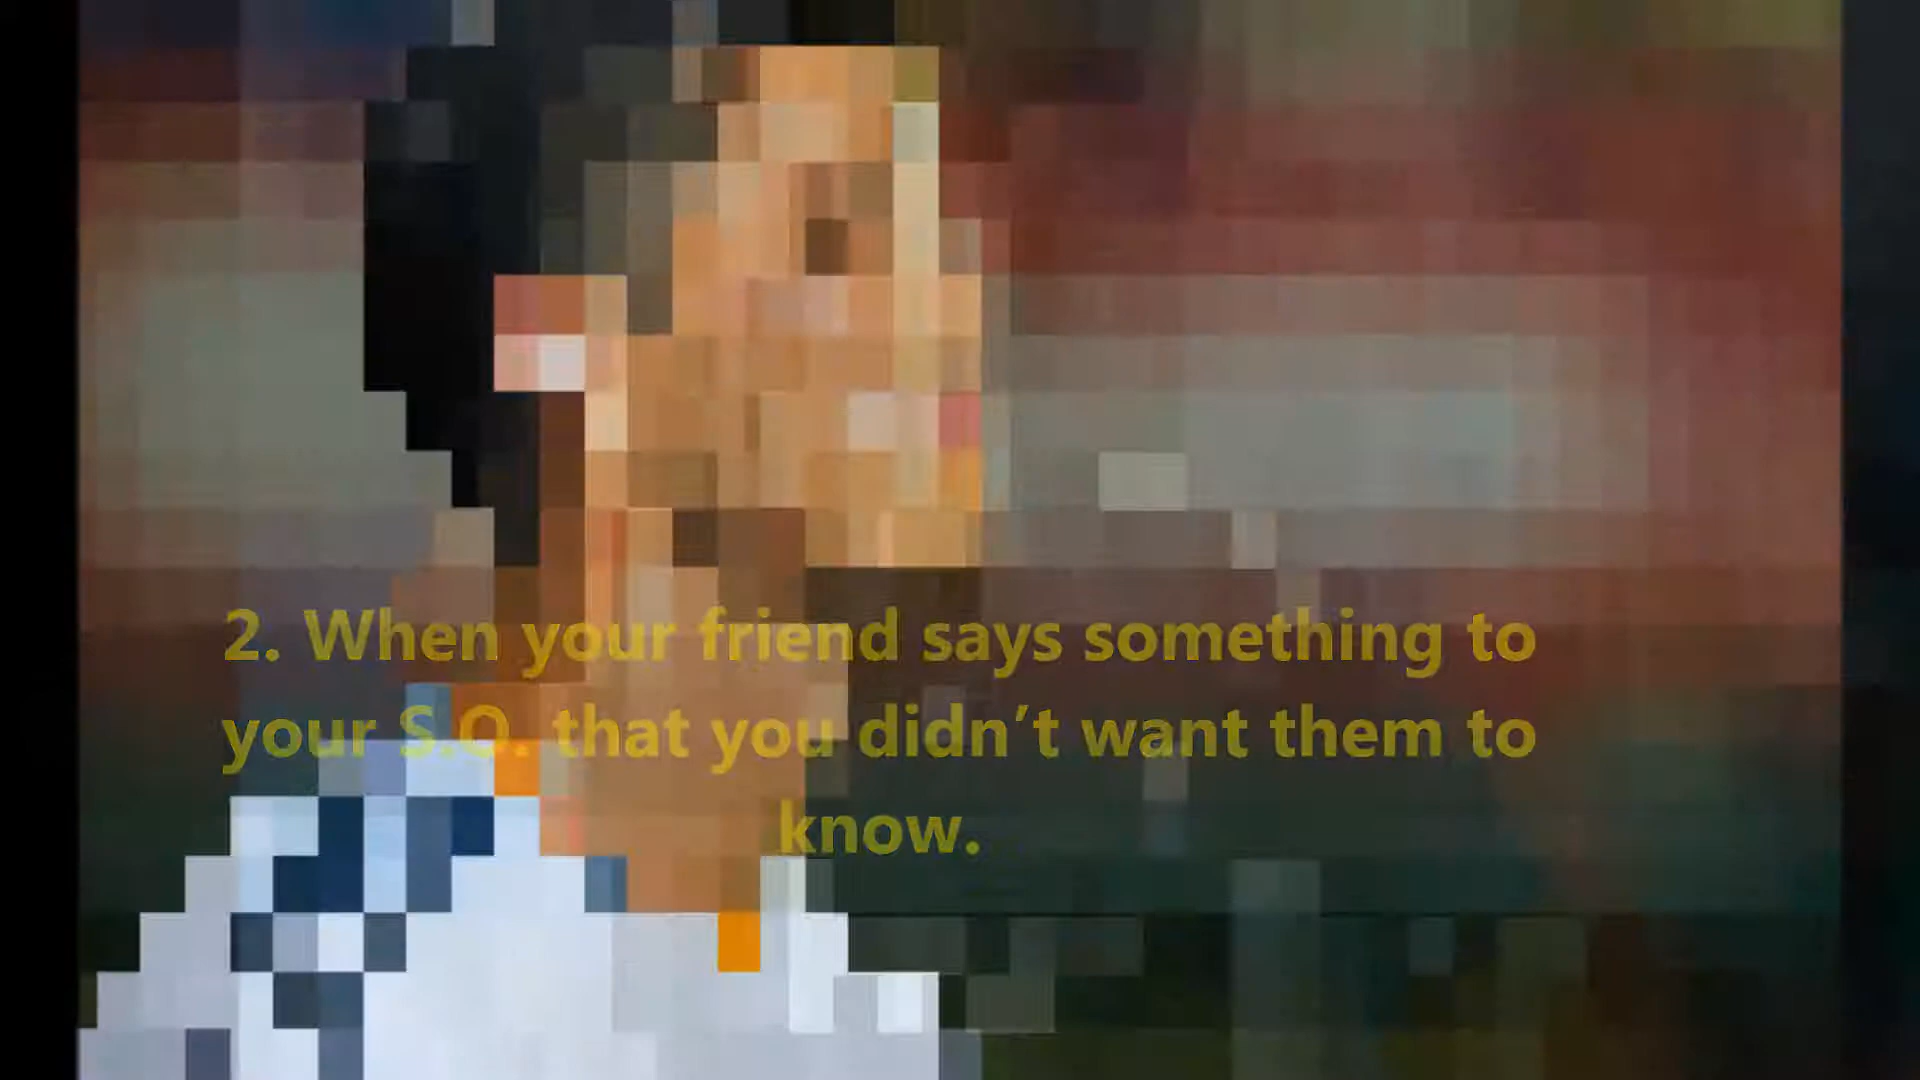 2. When your friend says something to
your S.O. that you didn’t want them to
know.